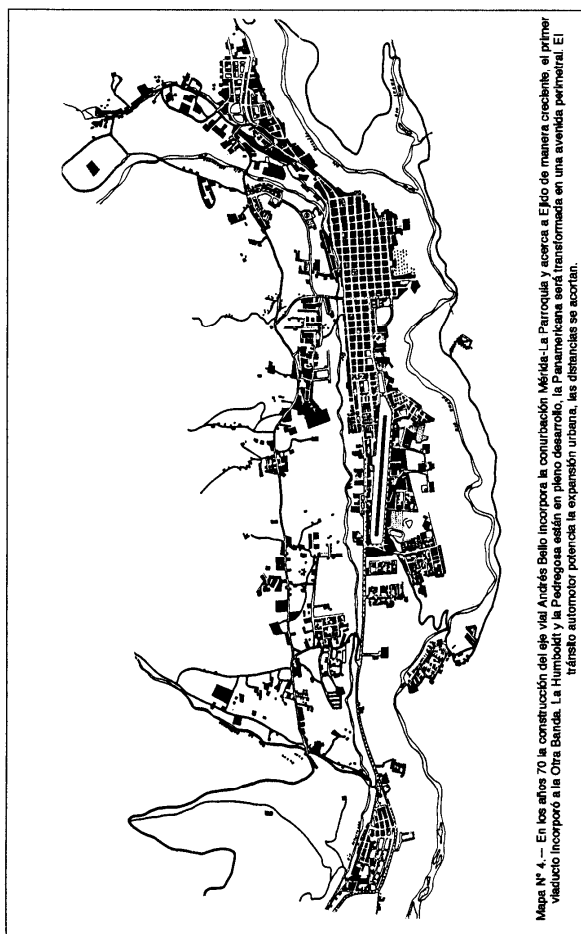 Mapa Nº 4.— En los años 70 la construcción del eje vial Andrés Bello incorpora la conurbación Mérida-La Parroquia y acerca a Ejido de manera creciente, el primer
viaducto incorporó a la Otra Banda. La Humboldt y la Pedregosa están en pleno desarrollo, la Panamericana será transformada en una avenida perimetral. El
tránsito automotor potencia la expansión urbana, las distancias se acortan.